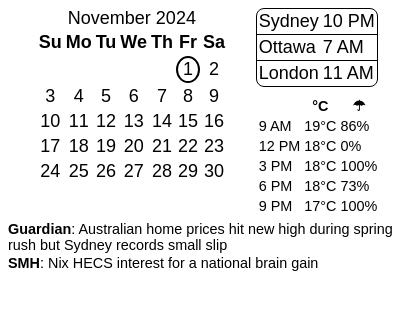 November 2024
Su Mo Tu We Th Fr Sa
1 2
3 4 5 6 7 8 9
10 11 12 13 14 15 16
17 18 19 20 21 22 23
24 25 26 27 28 29 30
Sydney 10 PM
Ottawa 7 AM
London 11 AM
°C ☂
9 AM 19°C 86%
12 PM 18°C 0%
3 PM 18°C 100%
6 PM 18°C 73%
9 PM 17°C 100%
Guardian: Australian home prices hit new high during spring
rush but Sydney records small slip
SMH: Nix HECS interest for a national brain gain